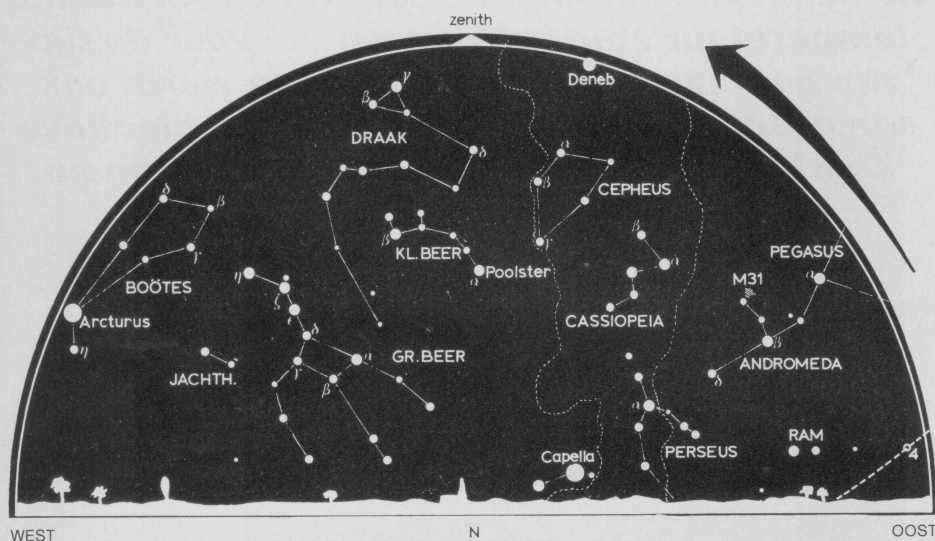 zenith
Deneb
γ
β
DRAAK
δ
α
β
CEPHEUS
γ
δ
β
γ
BOÖTES
Arcturus
η
β
KL. BEER
α
Poolster
β
α
CASSIOPEIA
PEGASUS
α
M31
β
ANDROMEDA
δ
η
ζ
ε
δ
γ
α
β
GR. BEER
JACHTH.
α
PERSEUS
RAM
4
Capella
WEST
N
OOST